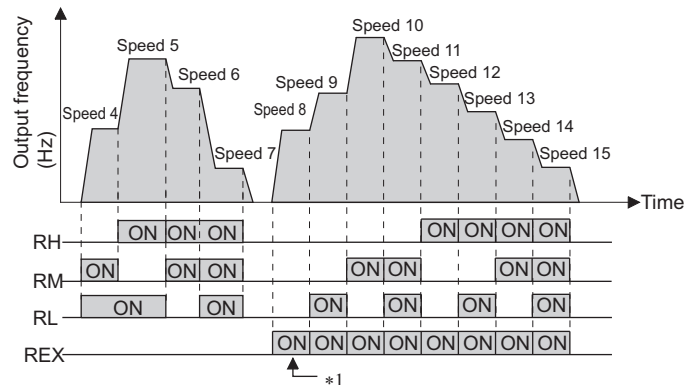 Output frequency
(Hz)
Speed 4
Speed 5
Speed 6
Speed 7
Speed 8
Speed 9
Speed 10
Speed 11
Speed 12
Speed 13
Speed 14
Speed 15
Time
RH ON ON ON ON ON ON ON
RM ON ON ON ON ON ON ON
RL ON ON ON ON ON ON
REX ON ON ON ON ON ON ON ON
*1